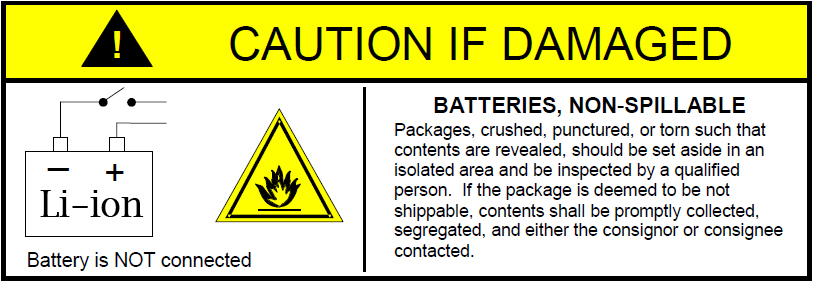 ! CAUTION IF DAMAGED
BATTERIES, NON-SPILLABLE
Packages, crushed, punctured, or torn such that
contents are revealed, should be set aside in an
isolated area and be inspected by a qualified
person.  If the package is deemed to be not
shippable, contents shall be promptly collected,
segregated, and either the consignor or consignee
contacted.
− +
Li-ion
Battery is NOT connected